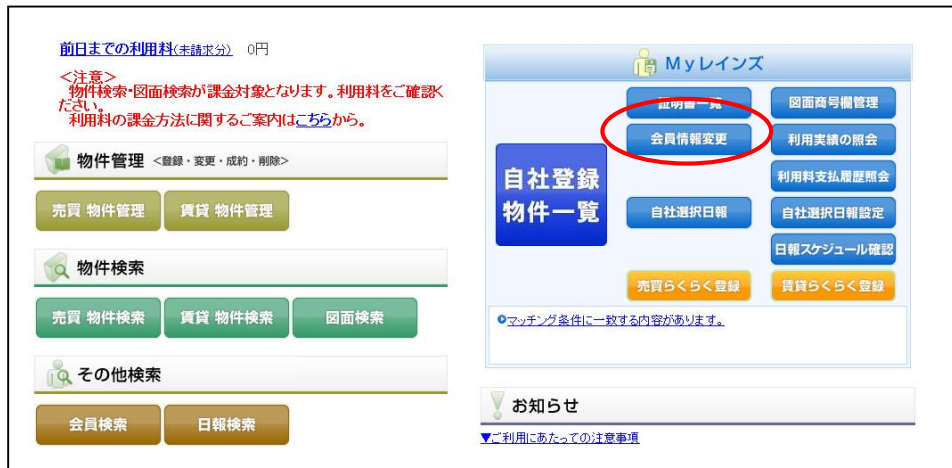 前日までの利用料(未請求分) 0円
＜注意＞
物件検索・図面検索が課金対象となります。利用料をご確認く
ださい。
利用料の課金方法に関するご案内はこちらから。
物件管理 <登録・変更・成約・削除>
売買 物件管理 賃貸 物件管理
物件検索
売買 物件検索 賃貸 物件検索 図面検索
その他検索
会員検索 日報検索
Myレインズ
証明書一覧 図面商号欄管理
会員情報変更 利用実績の照会
自社登録
物件一覧
利用料支払履歴照会
自社選択日報 自社選択日報設定
日報スケジュール確認
売買らくらく登録 賃貸らくらく登録
マッチング条件に一致する内容があります。
お知らせ
▼ご利用にあたっての注意事項